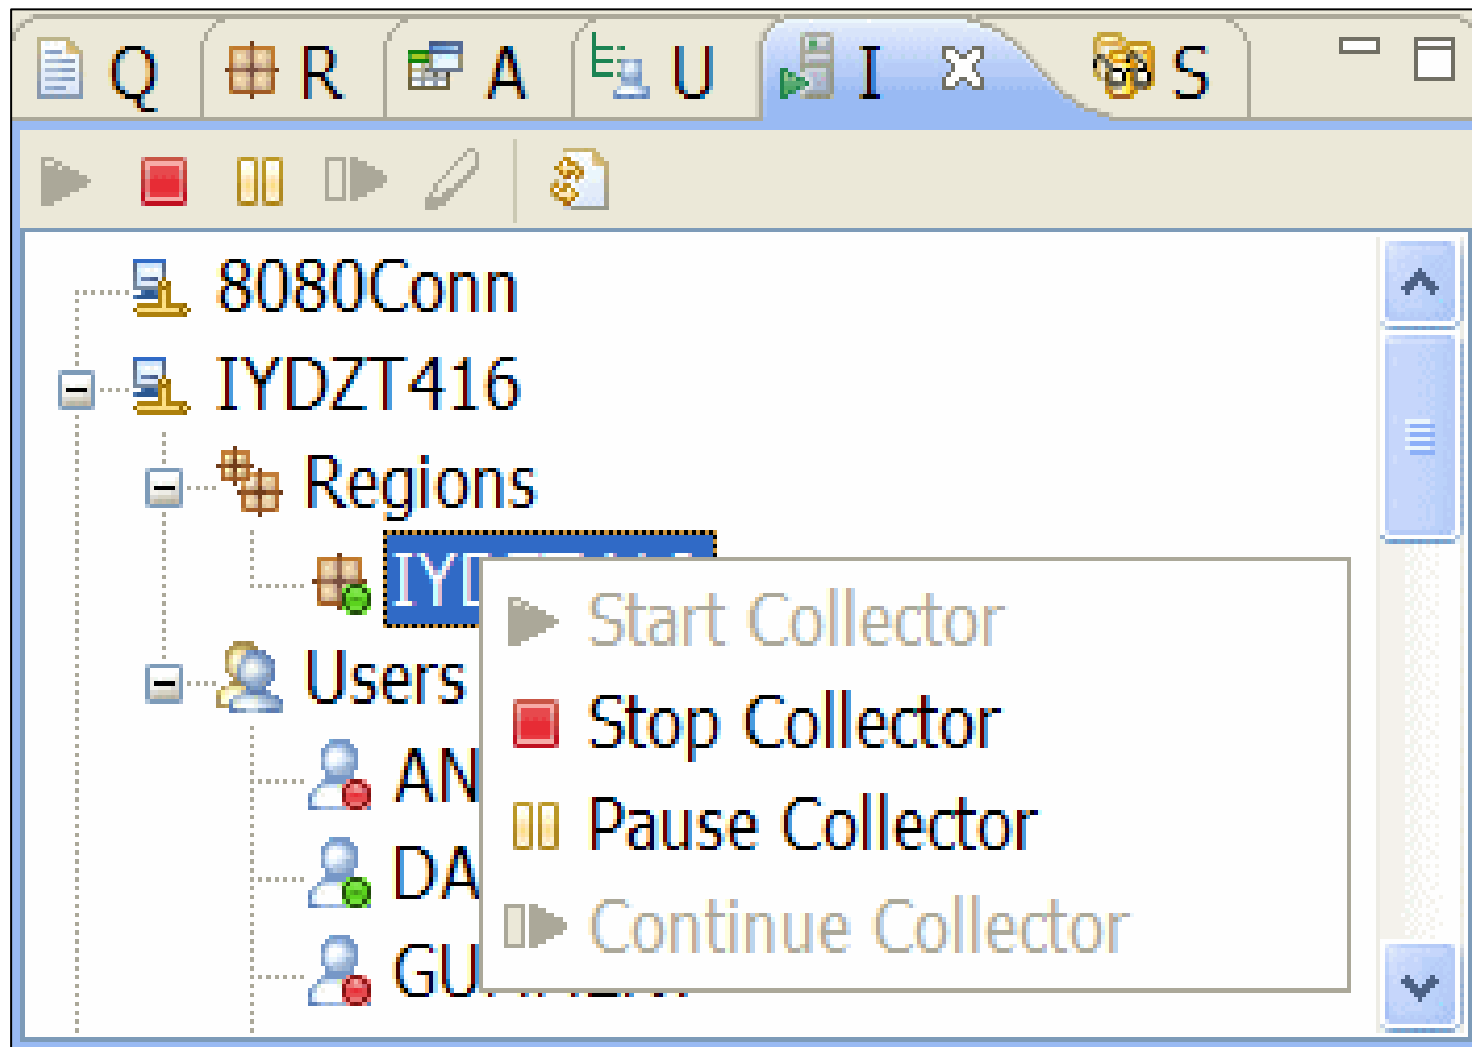 Q R A U I S
8080Conn
IYDZT416
Regions
Start Collector
Users
Stop Collector
Pause Collector
Continue Collector